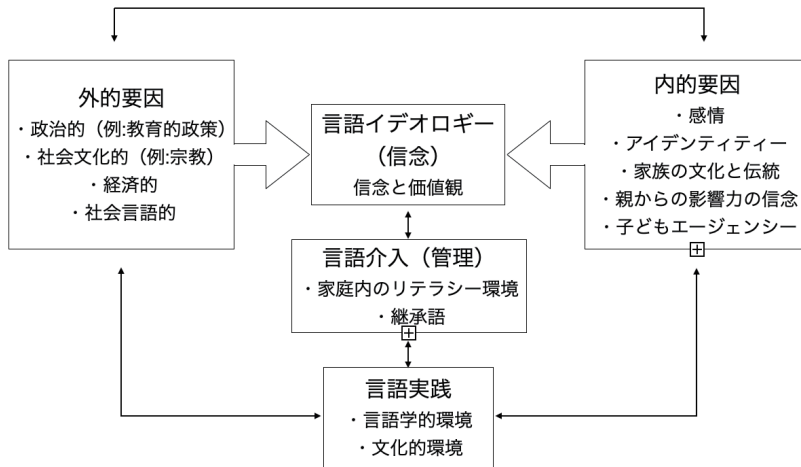 外的要因
・政治的（例:教育的政策）
・社会文化的（例:宗教）
・経済的
・社会言語的
言語イデオロギー
（信念）
信念と価値観
内的要因
・感情
・アイデンティティー
・家族の文化と伝統
・親からの影響力の信念
・子どもエージェンシー
言語介入（管理）
・家庭内のリテラシー環境
・継承語
言語実践
・言語学的環境
・文化的環境